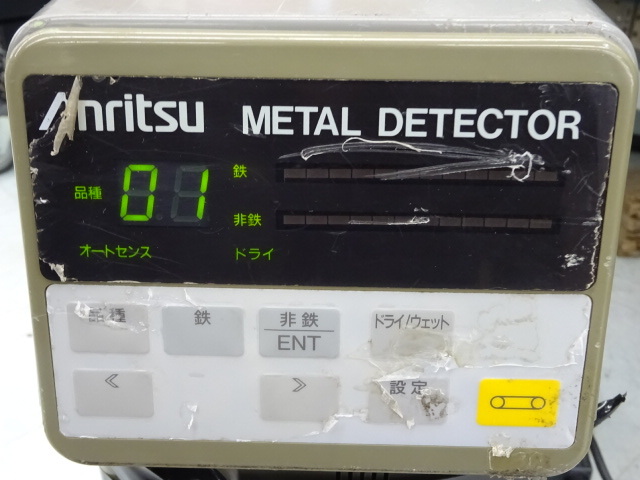 Anritsu METAL DETECTOR
品種 01 鉄
非鉄
オートセンス ドライ
品種 鉄 非鉄 ENT ドライ/ウェット
《 》 設定